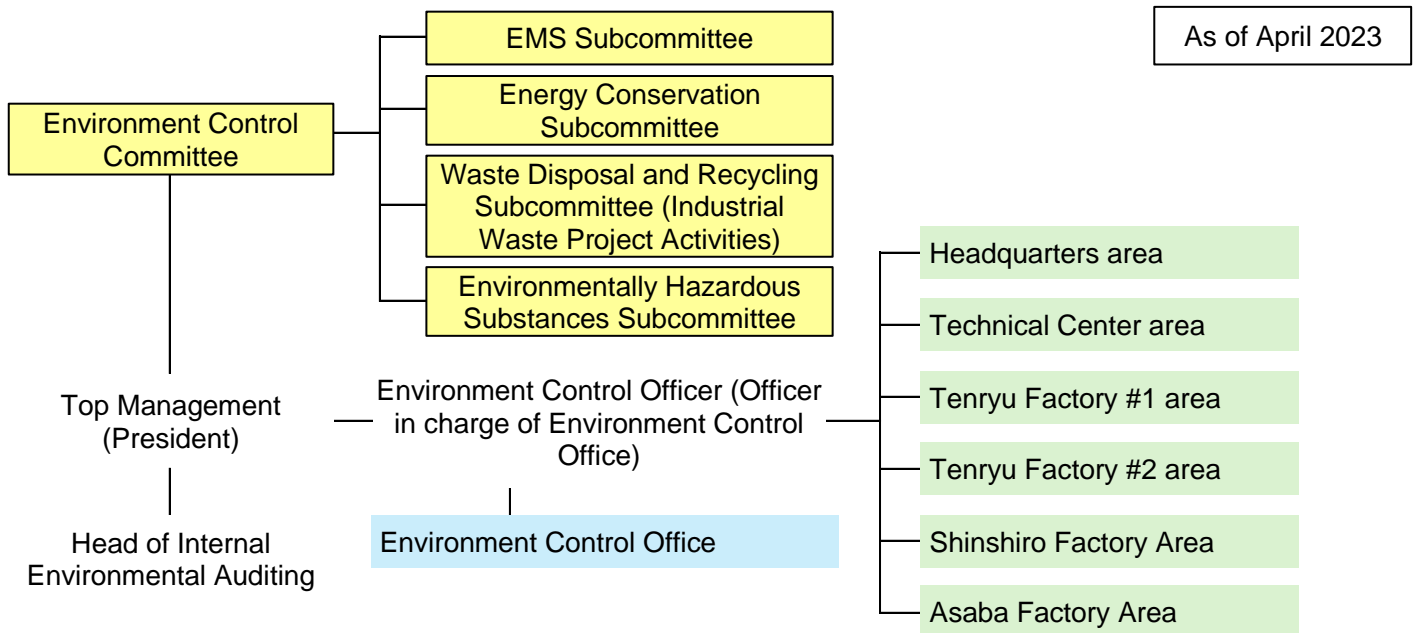 EMS Subcommittee
As of April 2023
Energy Conservation
Subcommittee
Environment Control
Committee
Waste Disposal and Recycling
Subcommittee (Industrial
Waste Project Activities)
Environmentally Hazardous
Substances Subcommittee
Top Management
(President)
Environment Control Officer (Officer
in charge of Environment Control
Office)
Head of Internal
Environmental Auditing
Environment Control Office
Headquarters area
Technical Center area
Tenryu Factory #1 area
Tenryu Factory #2 area
Shinshiro Factory Area
Asaba Factory Area